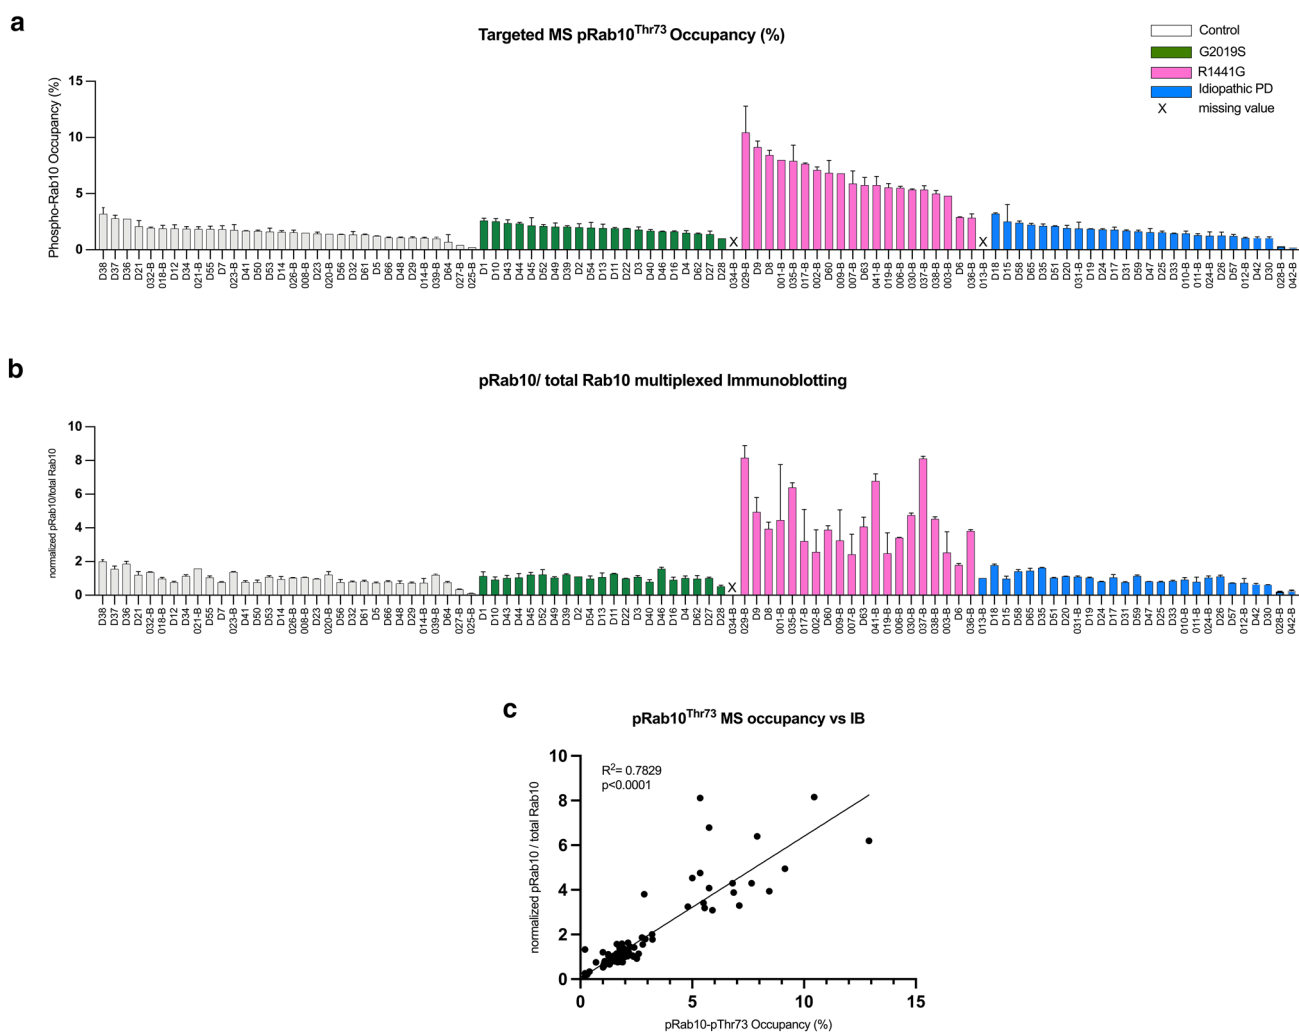 a
Targeted MS pRab10Thr73 Occupancy (%)
Control
G2019S
R1441G
Idiopathic PD
X missing value
Phospho-Rab10 Occupancy (%)
15
10
5
0
X
X
D38 D37 D36 D21 032-B 018-B D12 D34 021-B D55 D7 023-B D41 D50 D53 D14 026-B 008-B D23 020-B D56 D32 D61 D5 D66 D48 D29 014-B 039-B D64 027-B 025-B D1 D10 D43 D44 D45 D52 D49 D39 D2 D54 D13 D11 D22 D3 D40 D46 D16 D4 D62 D27 D28 034-B 029-B D9 D8 001-B 035-B 017-B 002-B D60 009-B 007-B D63 041-B 019-B 006-B 030-B 037-B 038-B 003-B D6 036-B 013-B D18 D15 D58 D65 D35 D51 D20 031-B D19 D24 D17 D31 D59 D47 D25 D33 010-B 011-B 024-B D26 D57 012-B D42 D30 028-B 042-B
b
pRab10/ total Rab10 multiplexed Immunoblotting
normalized pRab10/total Rab10
10
8
6
4
2
0
X
D38 D37 D36 D21 032-B 018-B D12 D34 021-B D55 D7 023-B D41 D50 D53 D14 026-B 008-B D23 020-B D56 D32 D61 D5 D66 D48 D29 014-B 039-B D64 027-B 025-B D1 D10 D43 D44 D45 D52 D49 D39 D2 D54 D13 D11 D22 D3 D40 D46 D16 D4 D62 D27 D28 034-B 029-B D9 D8 001-B 035-B 017-B 002-B D60 009-B 007-B D63 041-B 019-B 006-B 030-B 037-B 038-B 003-B D6 036-B 013-B D18 D15 D58 D65 D35 D51 D20 031-B D19 D24 D17 D31 D59 D47 D25 D33 010-B 011-B 024-B D26 D57 012-B D42 D30 028-B 042-B
c
pRab10Thr73 MS occupancy vs IB
R2= 0.7829
p<0.0001
normalized pRab10 / total Rab10
10
8
6
4
2
0
0 5 10 15
pRab10-pThr73 Occupancy (%)